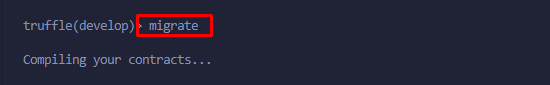 truffle(develop)> migrate
Compiling your contracts...